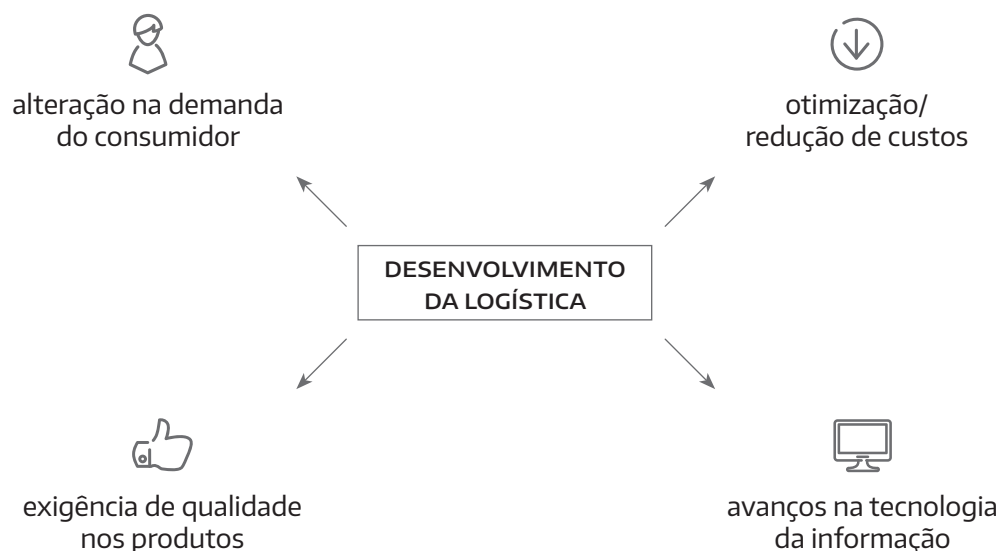 alteração na demanda
do consumidor
otimização/
redução de custos
DESENVOLVIMENTO
DA LOGÍSTICA
exigência de qualidade
nos produtos
avanços na tecnologia
da informação